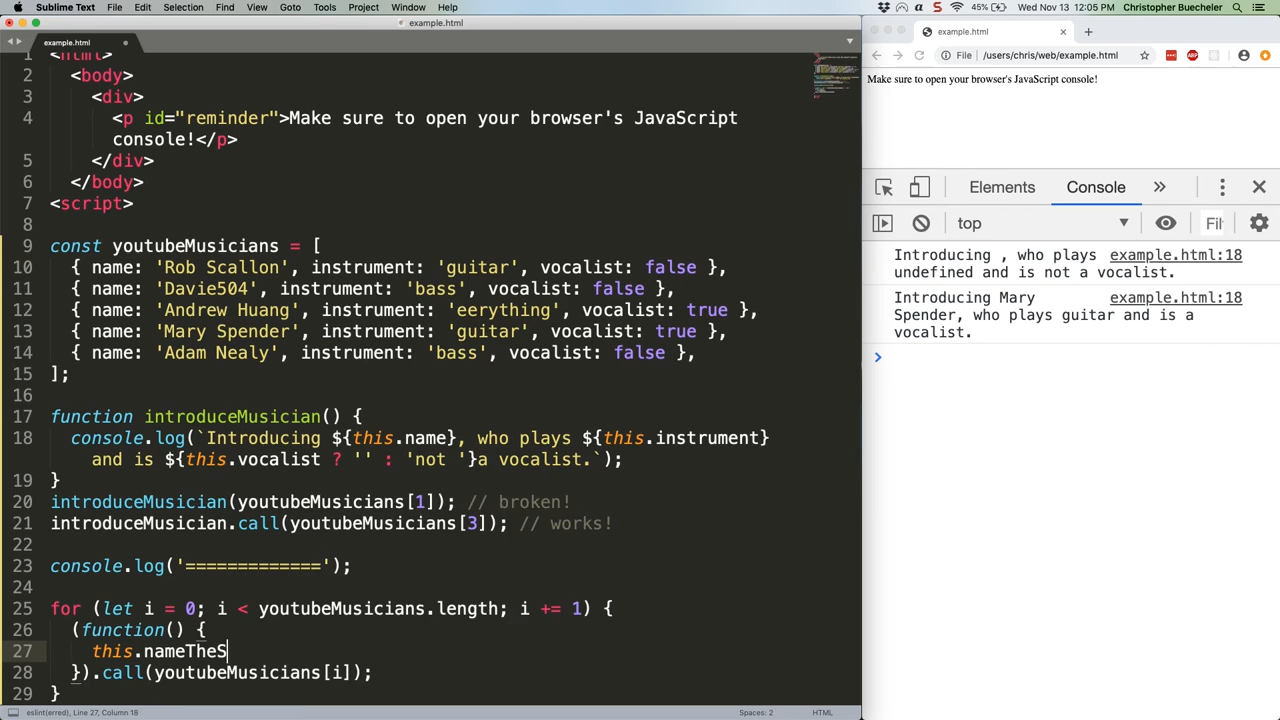 Sublime Text File Edit Selection Find View Goto Tools Project Window Help
45% Wed Nov 13 12:05 PM Christopher Buecheler
example.html
example.html
1 <html>
2 <body>
3 <div>
4 <p id="reminder">Make sure to open your browser's JavaScript
console!</p>
5 </div>
6 </body>
7 <script>
8
9 const youtubeMusicians = [
10 { name: 'Rob Scallon', instrument: 'guitar', vocalist: false },
11 { name: 'Davie504', instrument: 'bass', vocalist: false },
12 { name: 'Andrew Huang', instrument: 'eerything', vocalist: true },
13 { name: 'Mary Spender', instrument: 'guitar', vocalist: true },
14 { name: 'Adam Nealy', instrument: 'bass', vocalist: false },
15 ];
16
17 function introduceMusician() {
18 console.log(`Introducing ${this.name}, who plays ${this.instrument}
and is ${this.vocalist ? '' : 'not '}a vocalist.`);
19 }
20 introduceMusician(youtubeMusicians[1]); // broken!
21 introduceMusician.call(youtubeMusicians[3]); // works!
22
23 console.log('=============');
24
25 for (let i = 0; i < youtubeMusicians.length; i += 1) {
26 (function() {
27 this.nameTheS
28 }).call(youtubeMusicians[i]);
29 }
eslint(erred), Line 27, Column 18
Spaces: 2
HTML
example.html
File /users/chris/web/example.html
ABP
Make sure to open your browser's JavaScript console!
Elements Console »
top Fil
Introducing , who plays example.html:18
undefined and is not a vocalist.
Introducing Mary example.html:18
Spender, who plays guitar and is a
vocalist.